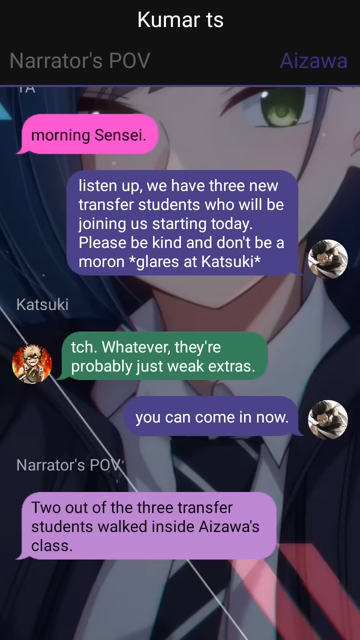 Kumar ts
Narrator's POV
Aizawa
1A
morning Sensei.
listen up, we have three new
transfer students who will be
joining us starting today.
Please be kind and don't be a
moron *glares at Katsuki*
Katsuki
tch. Whatever, they're
probably just weak extras.
you can come in now.
Narrator's POV
Two out of the three transfer
students walked inside Aizawa's
class.